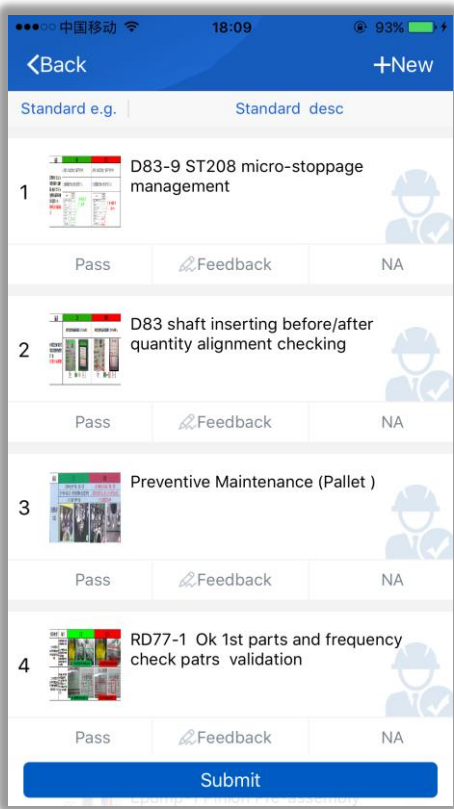 中国移动 18:09 93%
Back +New
Standard e.g. Standard desc
1
D83-9 ST208 micro-stoppage
management
Pass Feedback NA
2
D83 shaft inserting before/after
quantity alignment checking
Pass Feedback NA
3
Preventive Maintenance (Pallet )
Pass Feedback NA
4
RD77-1 Ok 1st parts and frequency
check patrs validation
Pass Feedback NA
Submit